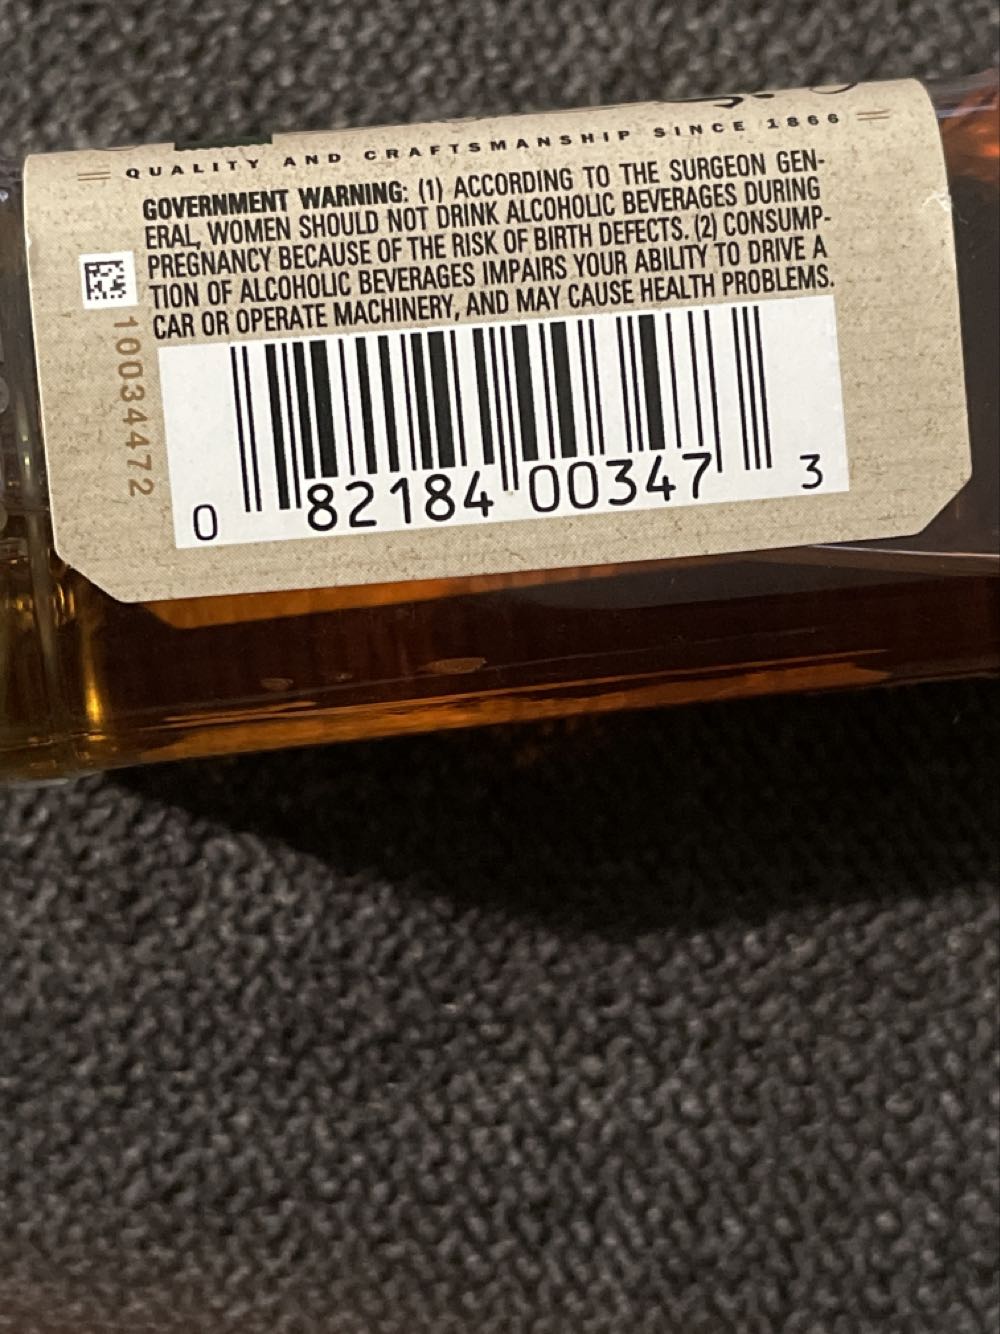 QUALITY AND CRAFTSMANSHIP SINCE 1866
GOVERNMENT WARNING: (1) ACCORDING TO THE SURGEON GEN-
ERAL, WOMEN SHOULD NOT DRINK ALCOHOLIC BEVERAGES DURING
PREGNANCY BECAUSE OF THE RISK OF BIRTH DEFECTS. (2) CONSUMP-
TION OF ALCOHOLIC BEVERAGES IMPAIRS YOUR ABILITY TO DRIVE A
CAR OR OPERATE MACHINERY, AND MAY CAUSE HEALTH PROBLEMS.
10034472
0 82184 00347 3